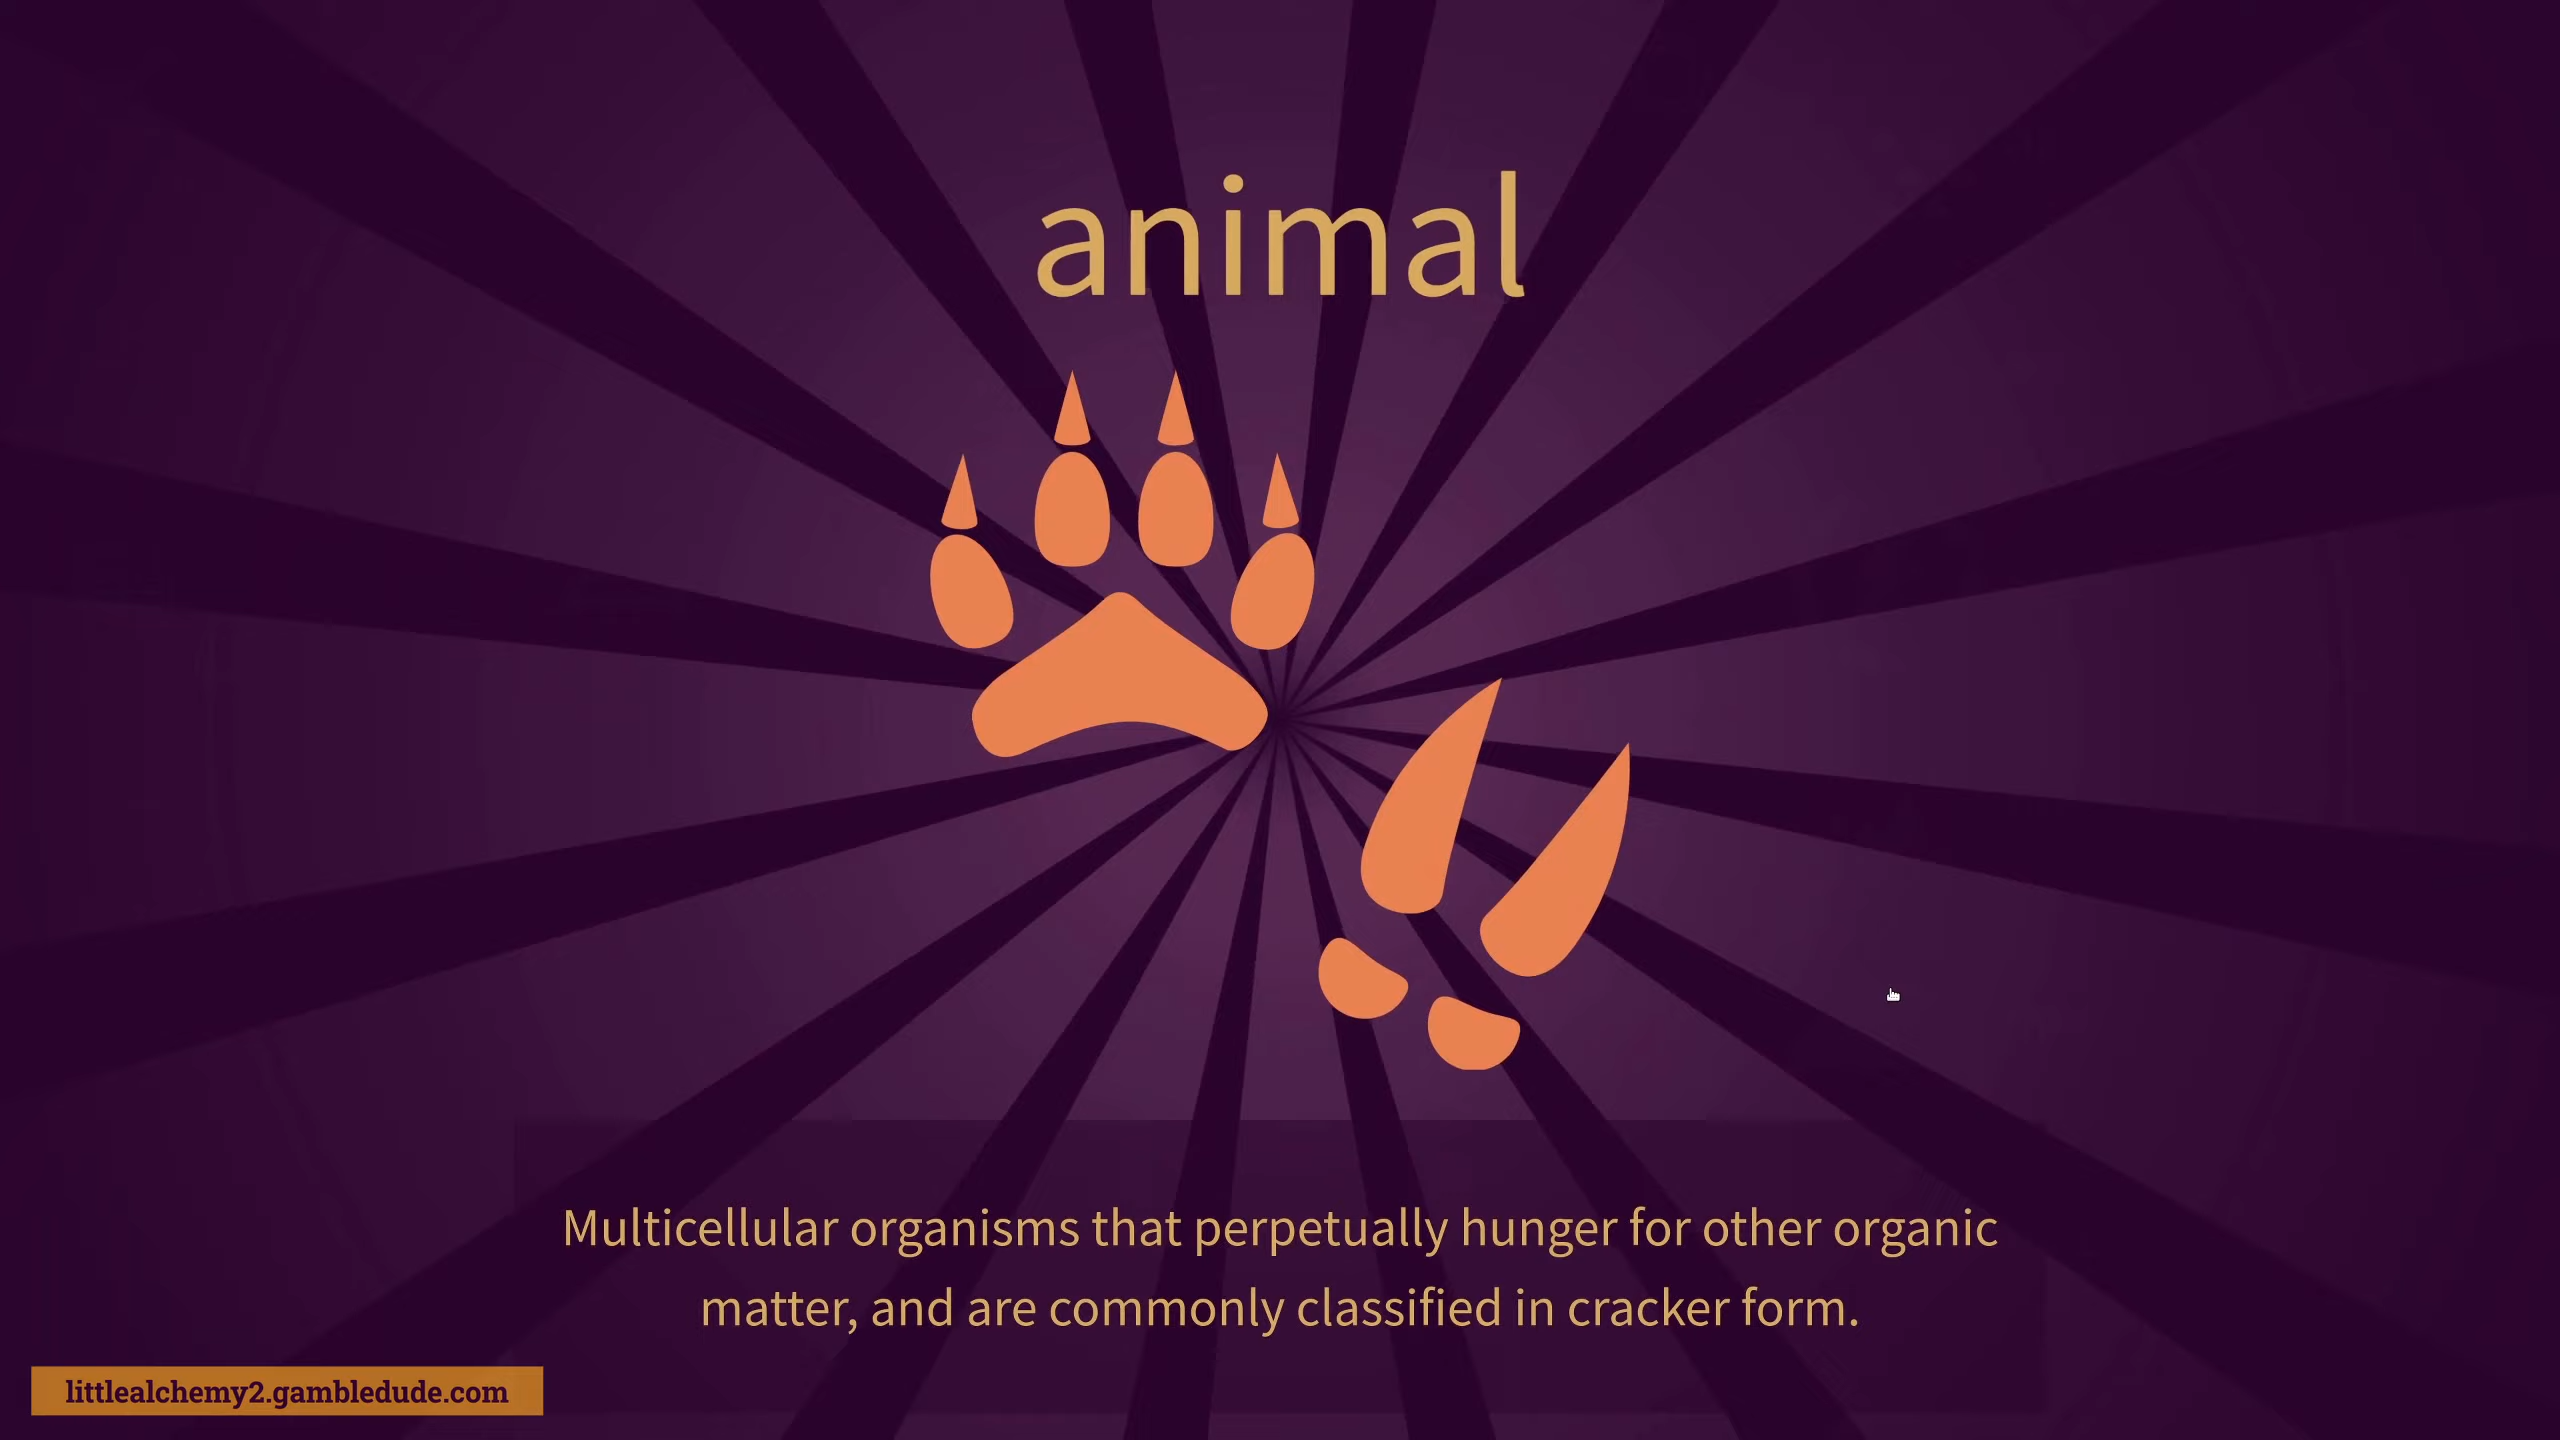 animal
Multicellular organisms that perpetually hunger for other organic
matter, and are commonly classified in cracker form.
littlealchemy2.gambledude.com